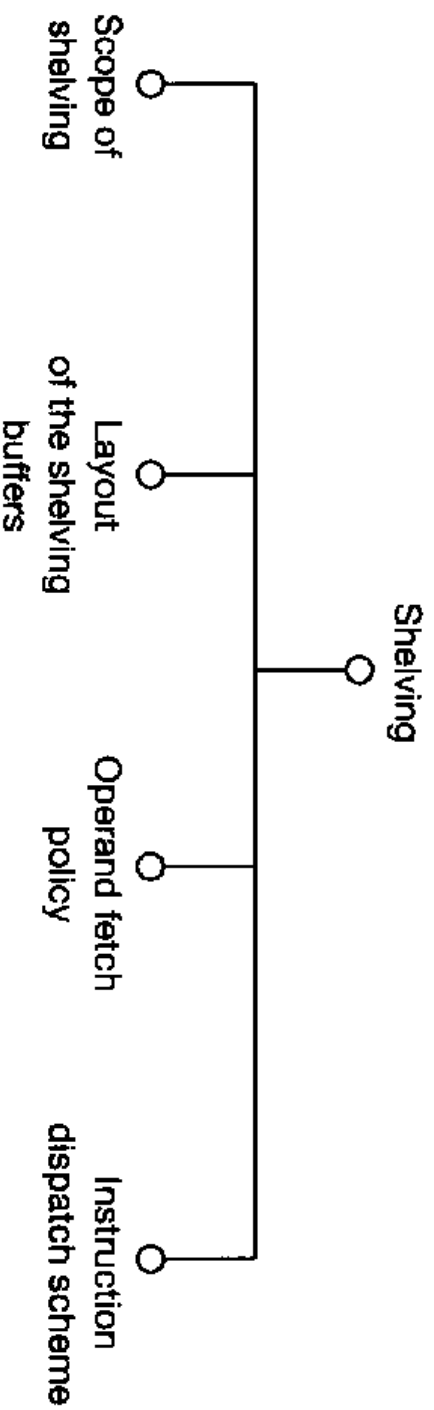 Shelving
Scope of
shelving
Layout
of the shelving
buffers
Operand fetch
policy
Instruction
dispatch scheme